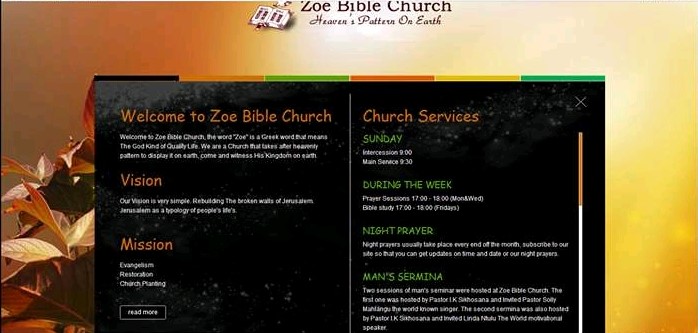 Zoe Bible Church
Heaven's Pattern On Earth
Welcome to Zoe Bible Church
Welcome to Zoe Bible Church, the word "Zoe" is a Greek word that means
The God Kind of Quality Life. We are a Church that takes after heavenly
pattern to display it on earth, come and witness His Kingdom on earth.
Vision
Our Vision is very simple. Rebuilding The broken walls of Jerusalem.
Jerusalem as a typology of people's life's.
Mission
Evangelism
Restoration
Church Planting
read more
Church Services
SUNDAY
Intercession 9:00
Main Service 9:30
DURING THE WEEK
Prayer Sessions 17:00 - 18:00 (Mon&Wed)
Bible study 17:00 - 18:00 (Fridays)
NIGHT PRAYER
Night prayers usually take place every end off the month, subscribe to our
site so that you can get updates on time and date or our night prayers.
MAN"S SERMINA
Two sessions of man's seminar were hosted at Zoe Bible Church. The
first one was hosted by Pastor I.K Sikhosana and Invited Pastor Solly
Mahlangu the world known singer. The second sermina was also hosted
by Pastor I.K Sikhosana and Invited Linda Ntulu The World motivational
speaker.